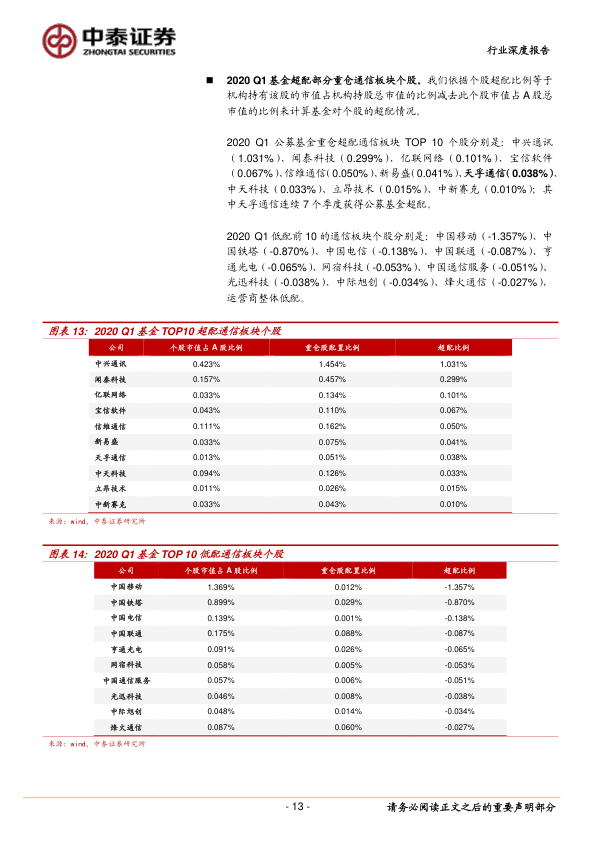 中泰证券
ZHONGTAI SECURITIES
行业深度报告
■ 2020 Q1 基金超配部分重仓通信板块个股。我们依据个股超配比例等于
机构持有该股的市值占机构持股总市值的比例减去此个股市值占 A 股总
市值的比例来计算基金对个股的超配情况。
2020 Q1 公募基金重仓超配通信板块 TOP 10 个股分别是：中兴通讯
（1.031%）、闻泰科技（0.299%）、亿联网络（0.101%）、宝信软件
（0.067%）、信维通信（0.050%）、新易盛（0.041%）、天孚通信（0.038%）、
中天科技（0.033%）、立昂技术（0.015%）、中新赛克（0.010%）；其
中天孚通信连续 7 个季度获得公募基金超配。
2020 Q1 低配前 10 的通信板块个股分别是：中国移动（-1.357%）、中
国铁塔（-0.870%）、中国电信（-0.138%）、中国联通（-0.087%）、亨
通光电（-0.065%）、网宿科技（-0.053%）、中国通信服务（-0.051%）、
光迅科技（-0.038%）、中际旭创（-0.034%）、烽火通信（-0.027%），
运营商整体低配。
图表 13：2020 Q1 基金 TOP10 超配通信板块个股
公司 个股市值占 A 股比例 重仓股配置比例 超配比例
中兴通讯 0.423% 1.454% 1.031%
闻泰科技 0.157% 0.457% 0.299%
亿联网络 0.033% 0.134% 0.101%
宝信软件 0.043% 0.110% 0.067%
信维通信 0.111% 0.162% 0.050%
新易盛 0.033% 0.075% 0.041%
天孚通信 0.013% 0.051% 0.038%
中天科技 0.094% 0.126% 0.033%
立昂技术 0.011% 0.026% 0.015%
中新赛克 0.033% 0.043% 0.010%
来源：wind，中泰证券研究所
图表 14：2020 Q1 基金 TOP 10 低配通信板块个股
公司 个股市值占 A 股比例 重仓股配置比例 超配比例
中国移动 1.369% 0.012% -1.357%
中国铁塔 0.899% 0.029% -0.870%
中国电信 0.139% 0.001% -0.138%
中国联通 0.175% 0.088% -0.087%
亨通光电 0.091% 0.026% -0.065%
网宿科技 0.058% 0.005% -0.053%
中国通信服务 0.057% 0.006% -0.051%
光迅科技 0.046% 0.008% -0.038%
中际旭创 0.048% 0.014% -0.034%
烽火通信 0.087% 0.060% -0.027%
来源：wind，中泰证券研究所
- 13 -
请务必阅读正文之后的重要声明部分